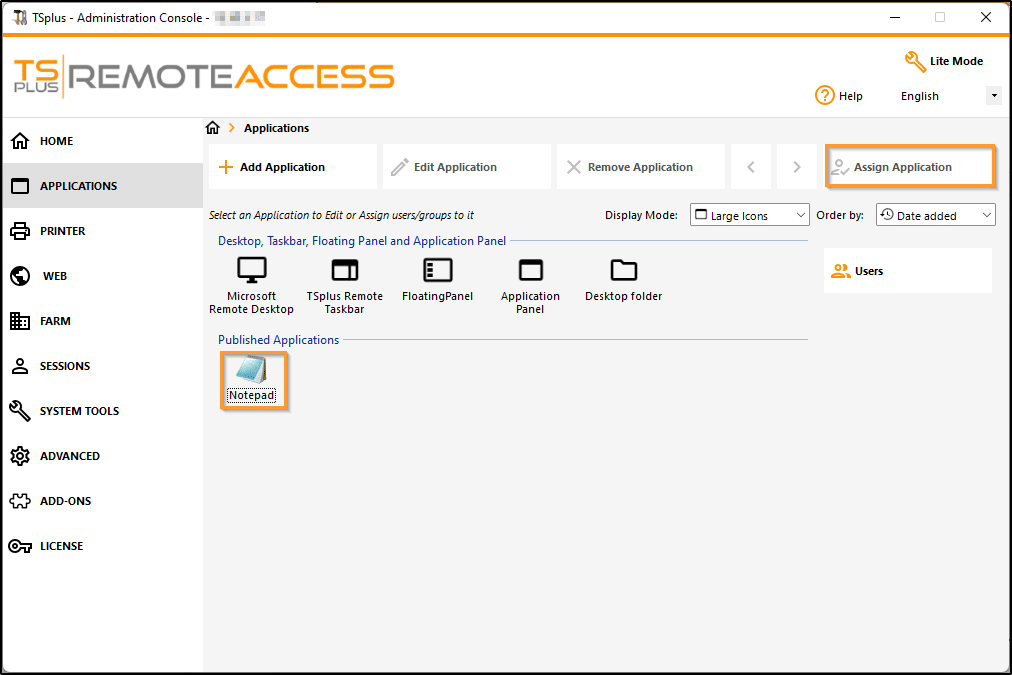 TSplus - Administration Console -
TS PLUS REMOTEACCESS
Lite Mode
Help
English
HOME
APPLICATIONS
PRINTER
WEB
FARM
SESSIONS
SYSTEM TOOLS
ADVANCED
ADD-ONS
LICENSE
Applications
Add Application
Edit Application
Remove Application
Assign Application
Select an Application to Edit or Assign users/groups to it
Display Mode:
Large Icons
Order by:
Date added
Desktop, Taskbar, Floating Panel and Application Panel
Microsoft
Remote Desktop
TSplus Remote
Taskbar
FloatingPanel
Application
Panel
Desktop folder
Users
Published Applications
Notepad